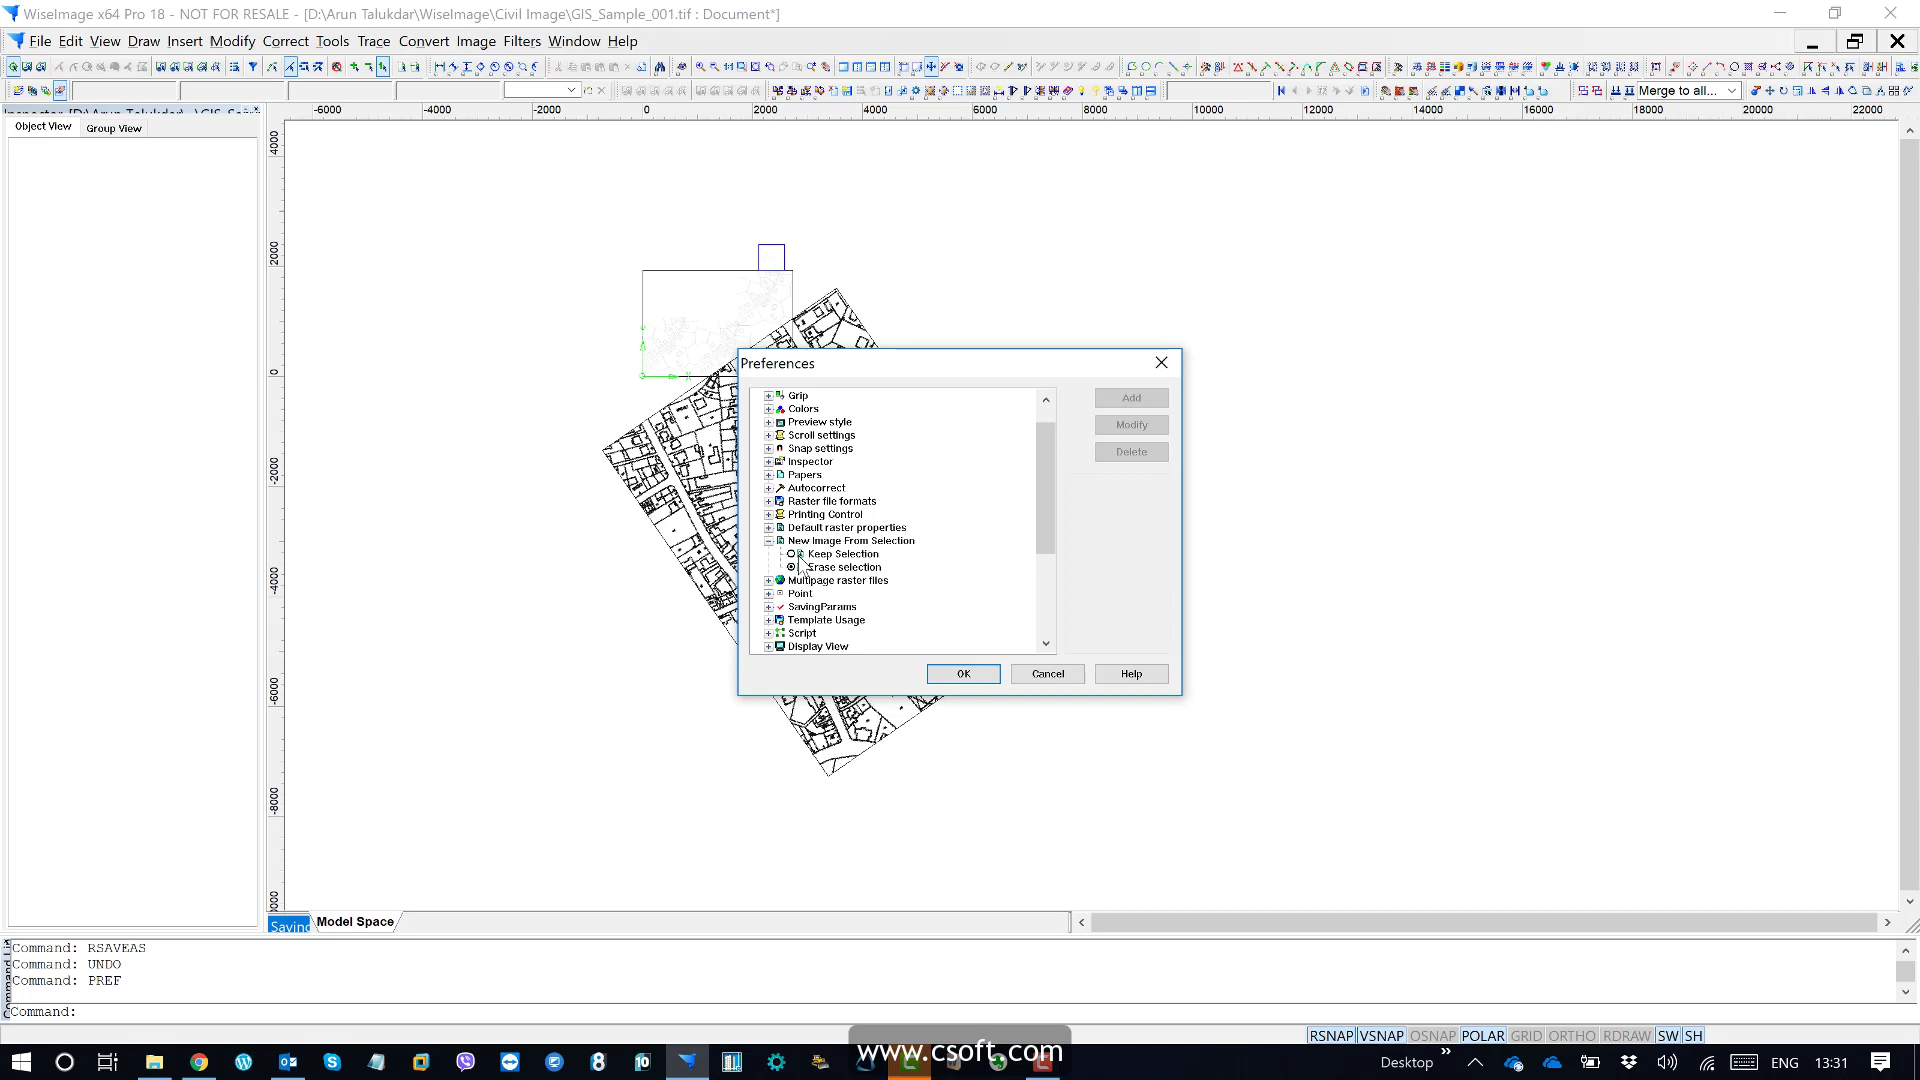 WiseImage x64 Pro 18 - NOT FOR RESALE - [D:\Arun Talukdar\WiseImage\Civil Image\GIS_Sample_001.tif : Document*]
File Edit View Draw Insert Modify Correct Tools Trace Convert Image Filters Window Help
Merge to all...
-6000 -4000 -2000 0 2000 4000 6000 8000 10000 12000 14000 16000 18000 20000 22000
Object View Group View
4000
2000
0
-2000
-4000
-6000
-8000
Preferences
Grip
Colors
Preview style
Scroll settings
Snap settings
Inspector
Papers
Autocorrect
Raster file formats
Printing Control
Default raster properties
New Image From Selection
Keep Selection
Erase selection
Multipage raster files
Point
SavingParams
Template Usage
Script
Display View
Add
Modify
Delete
OK Cancel Help
Model Space
Command: RSAVEAS
Command: UNDO
Command: PREF
Command:
RSNAP VSNAP OSNAP POLAR GRID ORTHO RDRAW SW SH
www.csoft.com
Desktop ENG 13:31